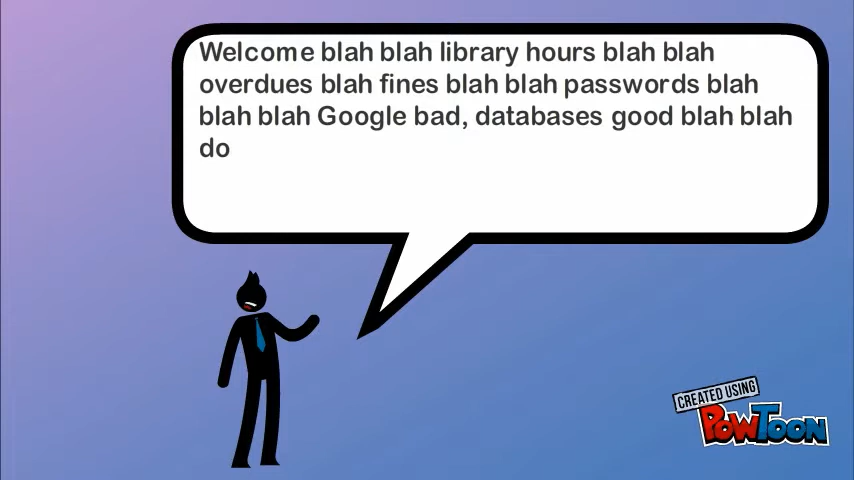 Welcome blah blah library hours blah blah
overdues blah fines blah blah passwords blah
blah blah Google bad, databases good blah blah
do
CREATED USING
POWTOON